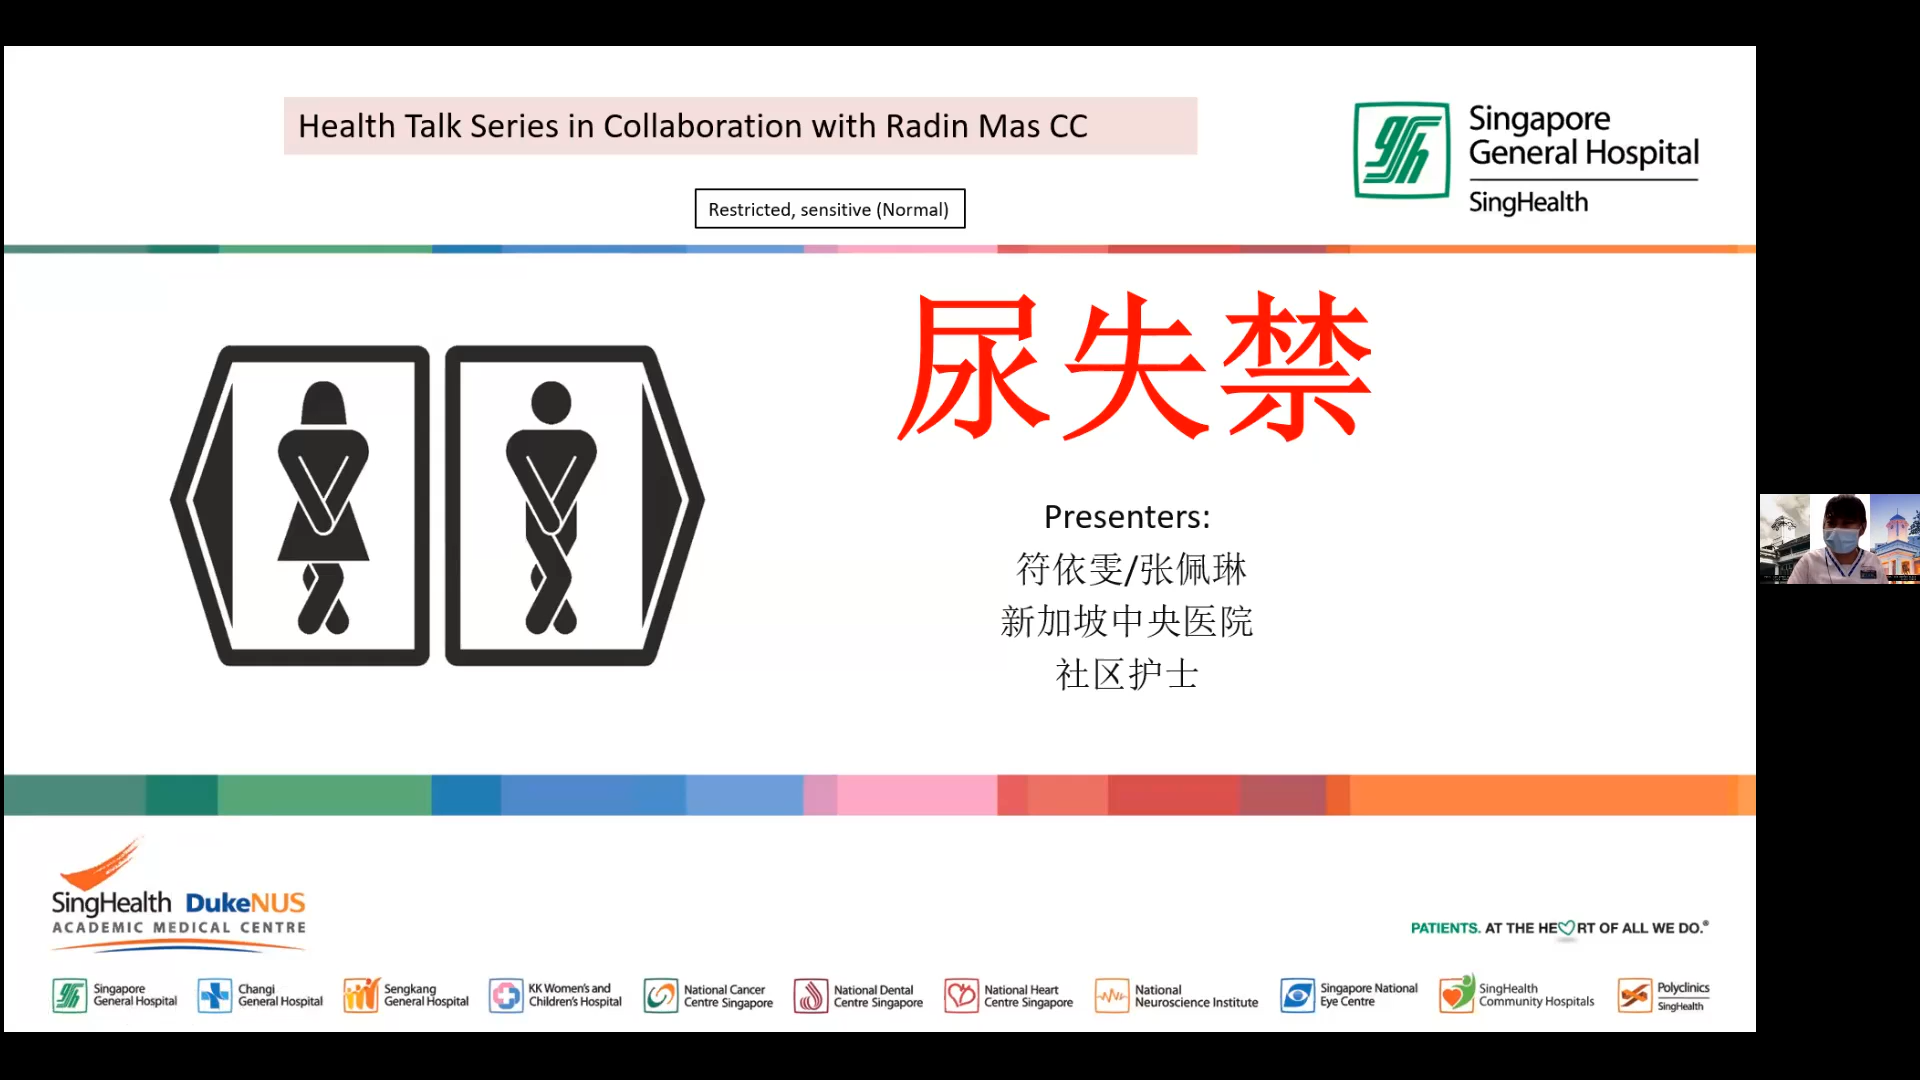 Health Talk Series in Collaboration with Radin Mas CC
Singapore
General Hospital
SingHealth
Restricted, sensitive (Normal)
尿失禁
Presenters:
符依雯/张佩琳
新加坡中央医院
社区护士
SingHealth DukeNUS
ACADEMIC MEDICAL CENTRE
PATIENTS. AT THE HEART OF ALL WE DO.®
Singapore
General Hospital
Changi
General Hospital
Sengkang
General Hospital
KK Women's and
Children's Hospital
National Cancer
Centre Singapore
National Dental
Centre Singapore
National Heart
Centre Singapore
National
Neuroscience Institute
Singapore National
Eye Centre
SingHealth
Community Hospitals
Polyclinics
SingHealth